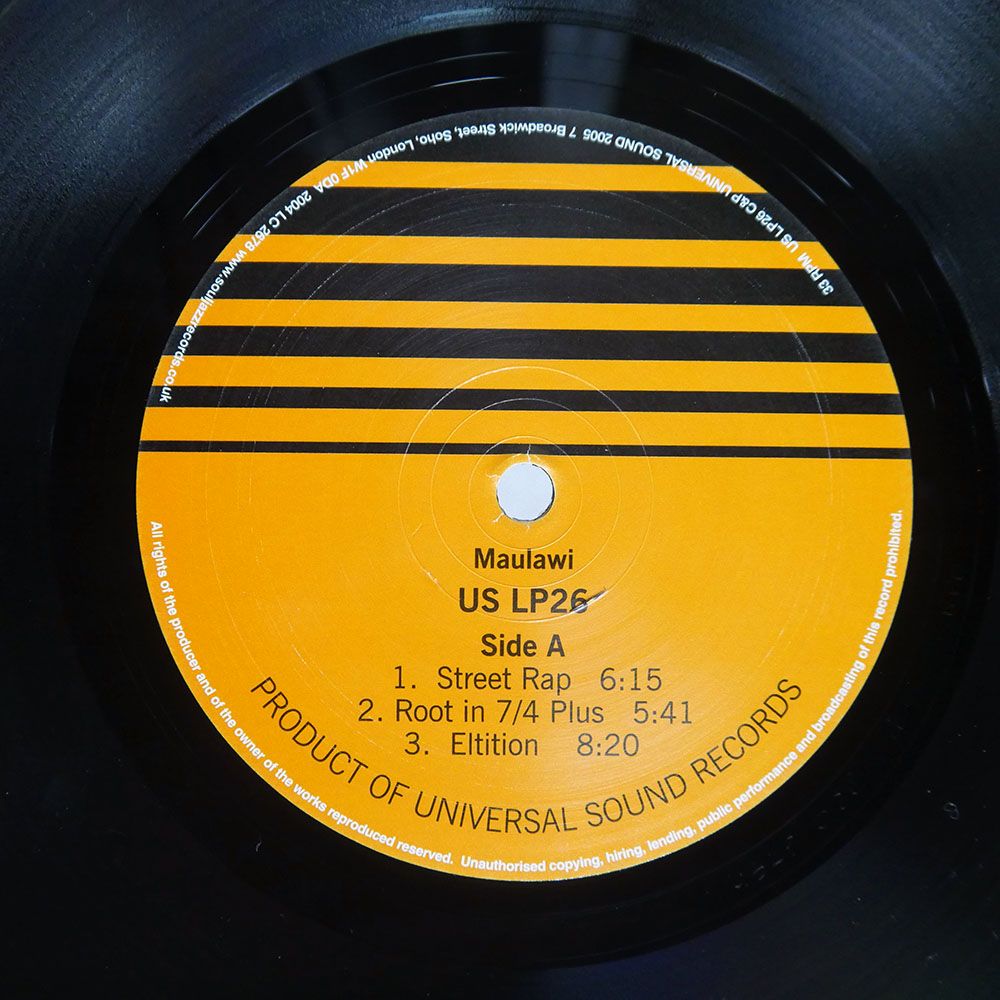 33 RPM US LP26 C&P UNIVERSAL SOUND 2005 7 Broadwick Street, Soho, London W1F 0DA 2004 LC 2678 www.souljazzrecords.co.uk
Maulawi
US LP26
Side A
1. Street Rap 6:15
2. Root in 7/4 Plus 5:41
3. Eltition 8:20
PRODUCT OF UNIVERSAL SOUND RECORDS
All rights of the producer and of the owner of the works reproduced reserved. Unauthorised copying, hiring, lending, public performance and broadcasting of this record prohibited.